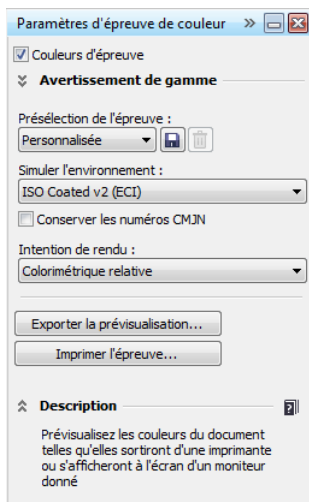 Paramètres d'épreuve de couleur
Couleurs d'épreuve
Avertissement de gamme
Présélection de l'épreuve :
Personnalisée
Simuler l'environnement :
ISO Coated v2 (ECI)
Conserver les numéros CMJN
Intention de rendu :
Colorimétrique relative
Exporter la prévisualisation...
Imprimer l'épreuve...
Description
Prévisualisez les couleurs du document
telles qu'elles sortiront d'une imprimante
ou s'afficheront à l'écran d'un moniteur
donné